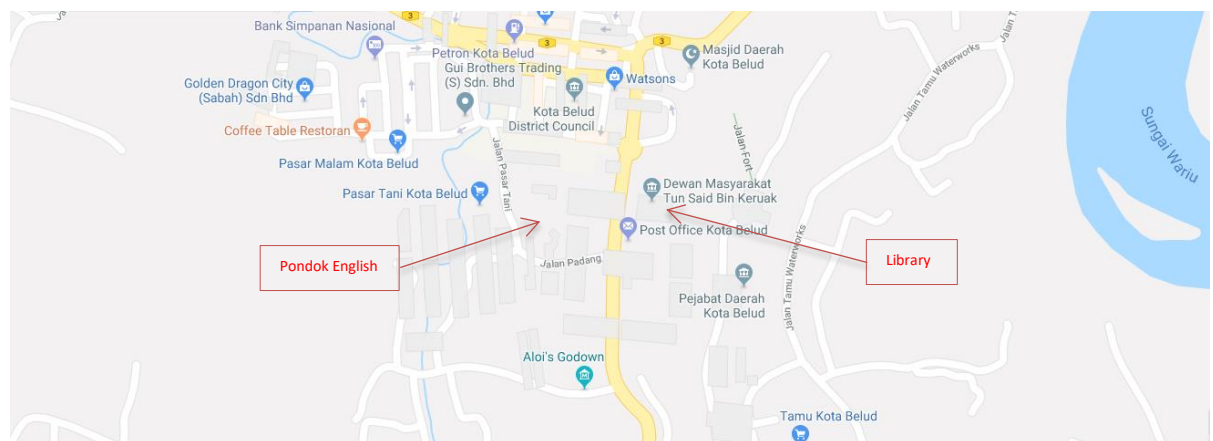 3
Bank Simpanan Nasional
Petron Kota Belud
3
3
Masjid Daerah
Kota Belud
Gui Brothers Trading
(S) Sdn. Bhd
Watsons
Golden Dragon City
(Sabah) Sdn Bhd
Kota Belud
District Council
Coffee Table Restoran
Pasar Malam Kota Belud
Jalan Pasar Tani
Jalan Fort
Jalan Tamu Waterworks
Jalan
Sungai Wariu
Pasar Tani Kota Belud
Dewan Masyarakat
Tun Said Bin Keruak
Post Office Kota Belud
Pondok English
Library
Jalan Padang
Jalan Tamu Waterworks
Pejabat Daerah
Kota Belud
Aloi's Godown
Tamu Kota Belud